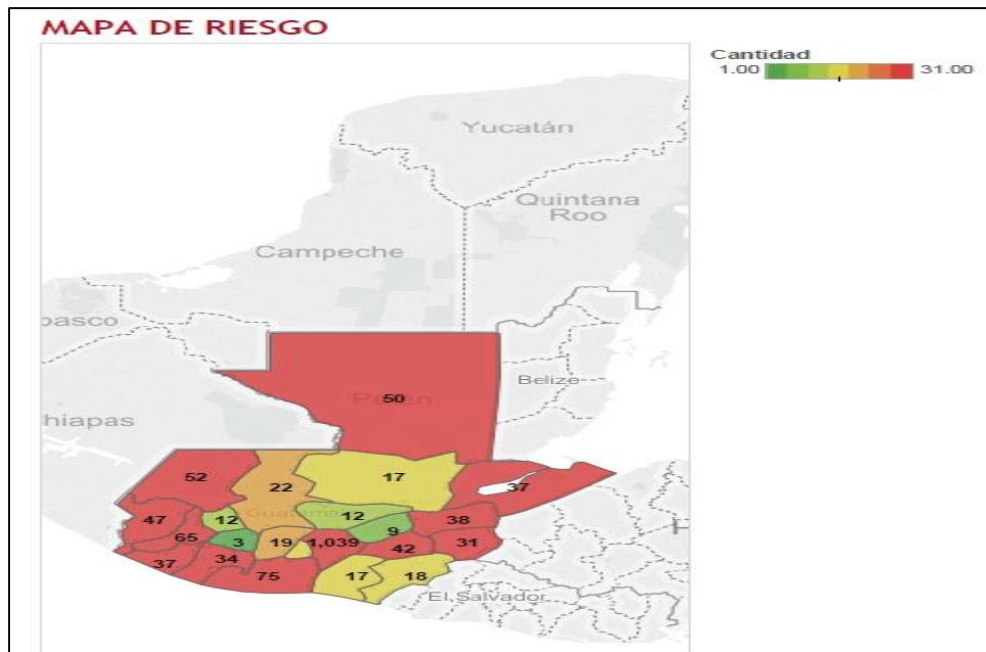 MAPA DE RIESGO
Cantidad
1.00 31.00
Yucatán
Quintana
Roo
Campeche
basco
Belize
hiapas
50
52
22
17
37
47
12
12
38
65
3
19
1,039
9
31
42
37
34
75
17
18
El Salvador
H